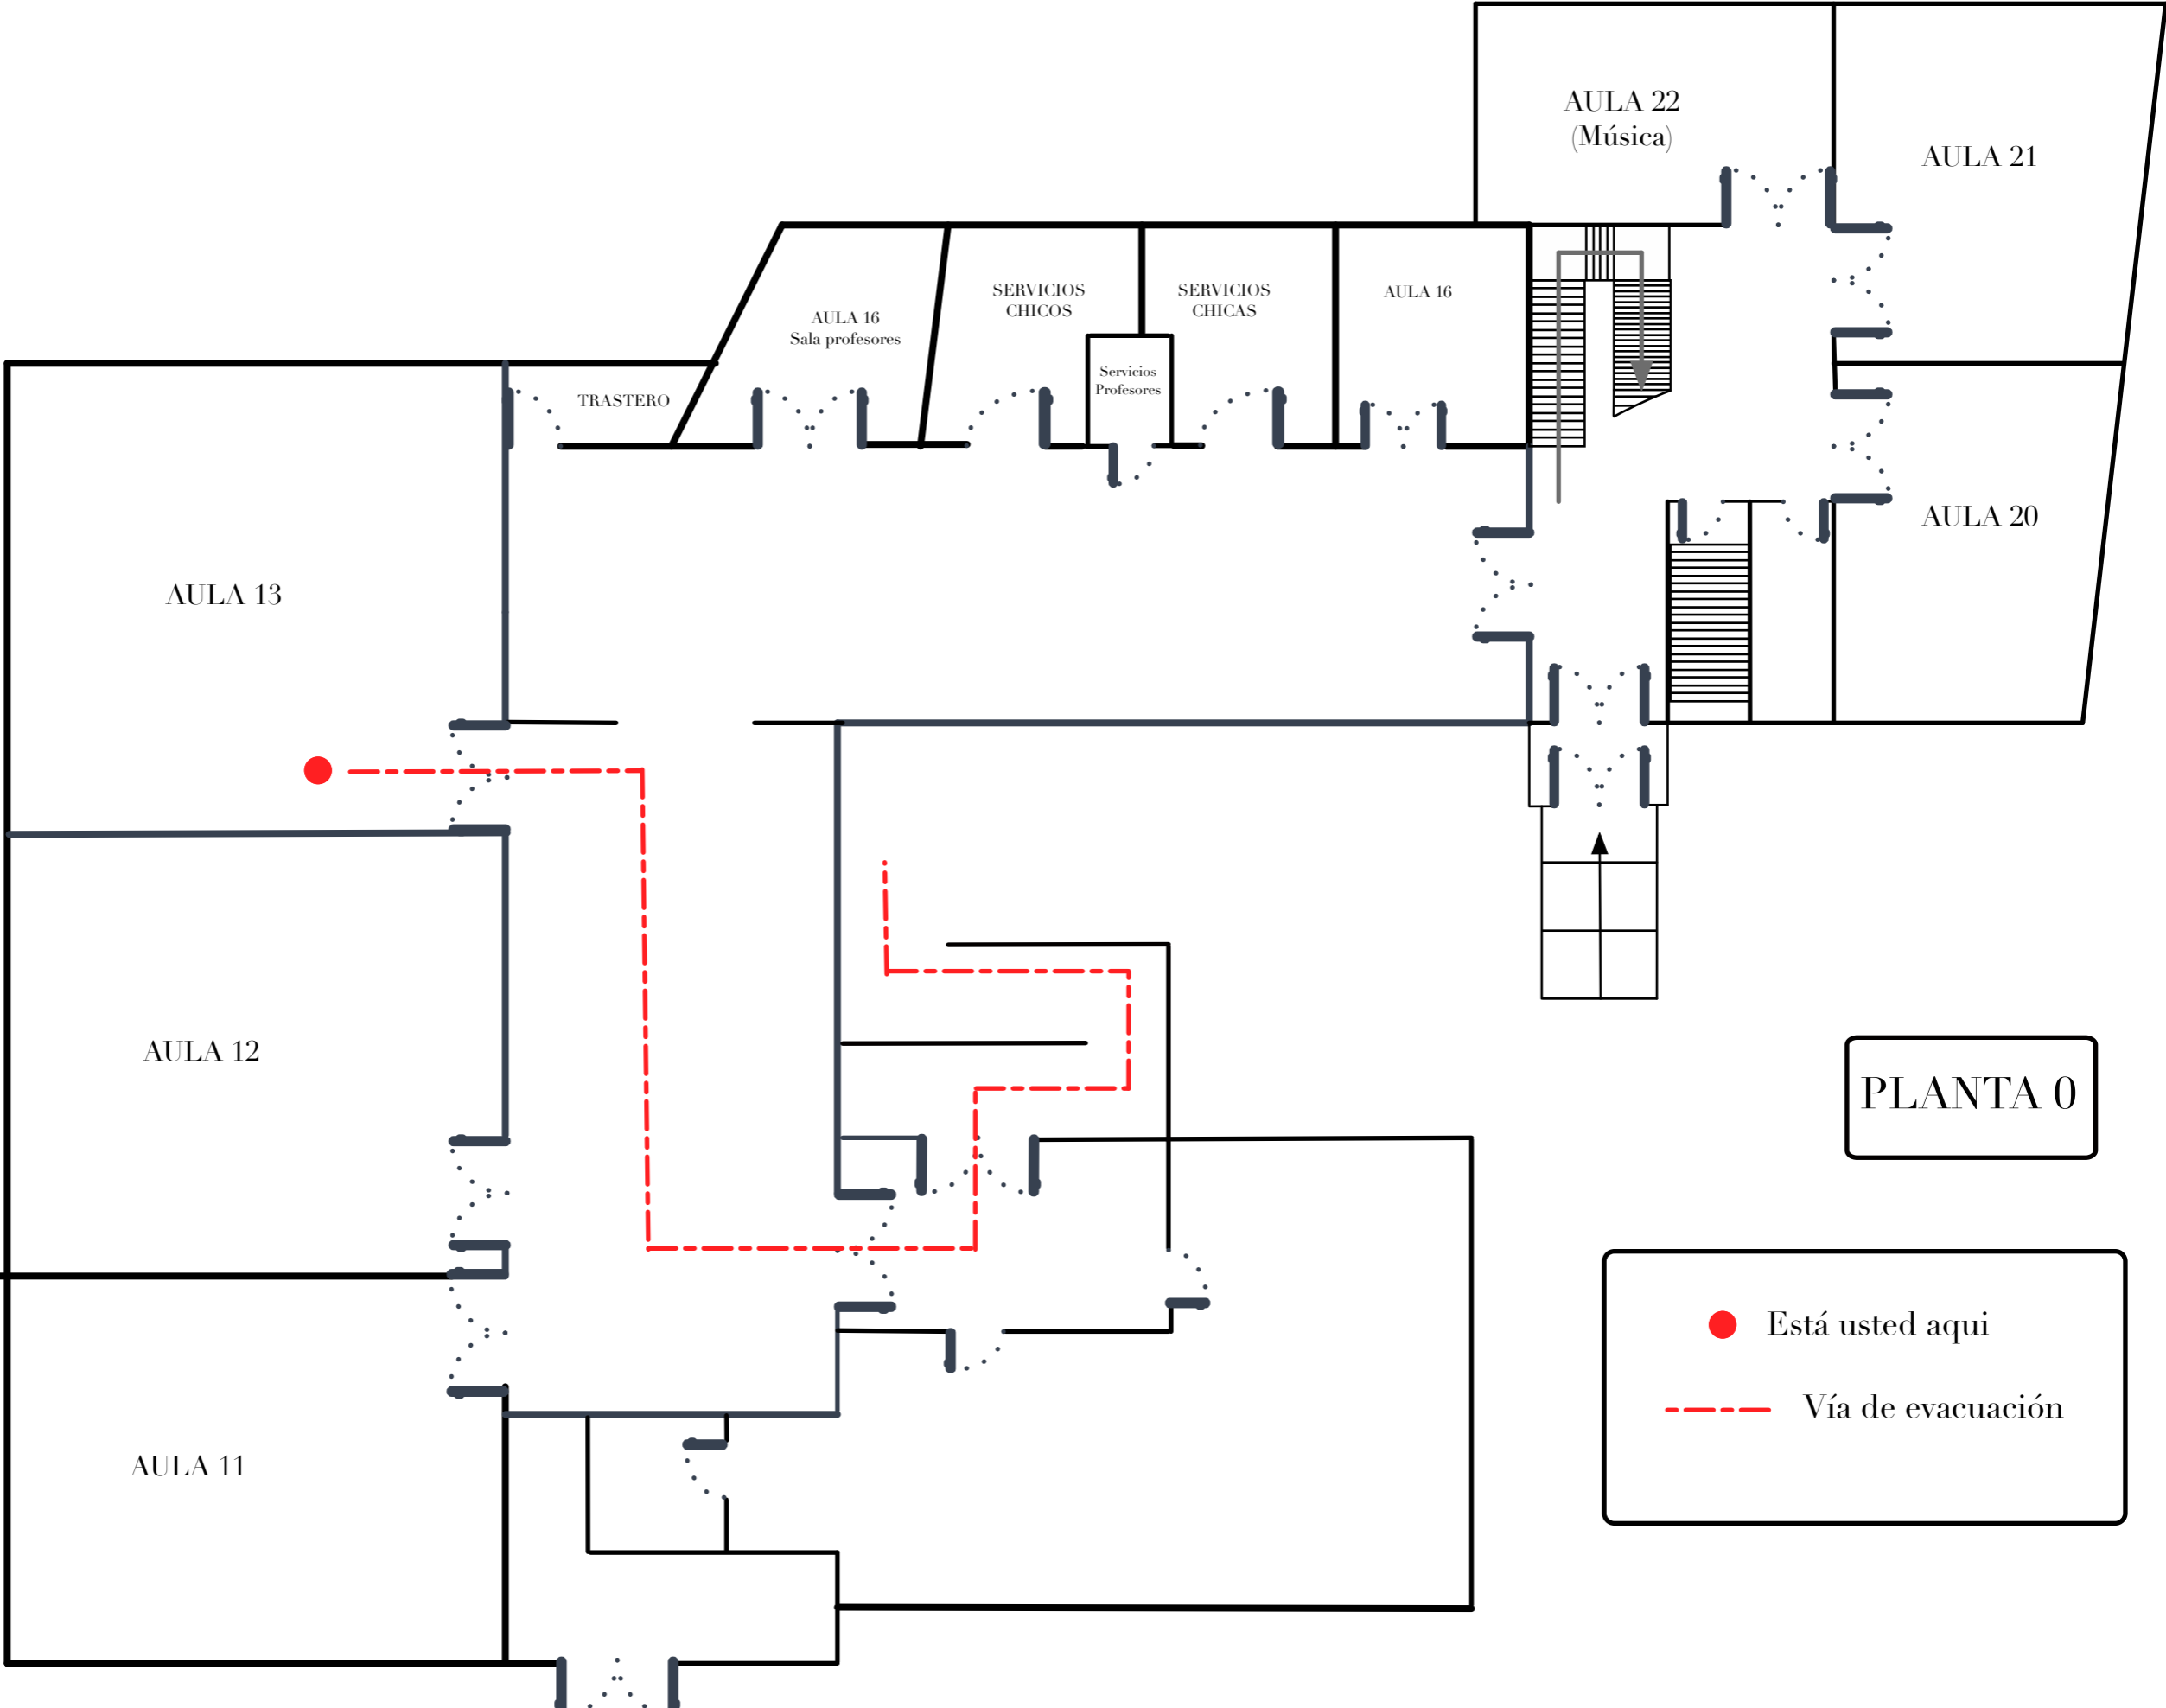 AULA 22
(Música)
AULA 21
SERVICIOS
CHICOS
SERVICIOS
CHICAS
AULA 16
AULA 16
Sala profesores
Servicios
Profesores
TRASTERO
AULA 20
AULA 13
AULA 12
PLANTA 0
Está usted aqui
Vía de evacuación
AULA 11